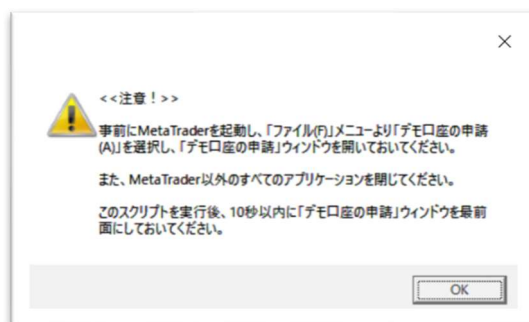 <<注意！>>
事前にMetaTraderを起動し、「ファイル(F)」メニューより「デモ口座の申請
(A)」を選択し、「デモ口座の申請」ウィンドウを開いておいてください。
また、MetaTrader以外のすべてのアプリケーションを閉じてください。
このスクリプトを実行後、10秒以内に「デモ口座の申請」ウィンドウを最前
面にしておいてください。
OK